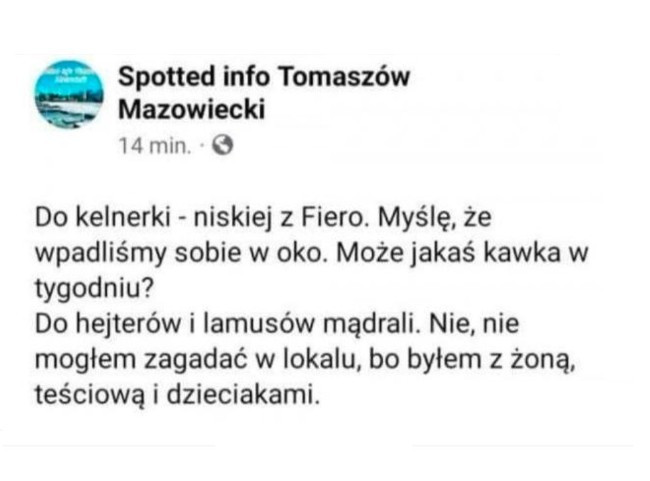 Spotted info Tomaszów
Mazowiecki
14 min. ·
Do kelnerki - niskiej z Fiero. Myślę, że
wpadliśmy sobie w oko. Może jakaś kawka w
tygodniu?
Do hejterów i lamusów mądrali. Nie, nie
mogłem zagadać w lokalu, bo byłem z żoną,
teściową i dzieciakami.